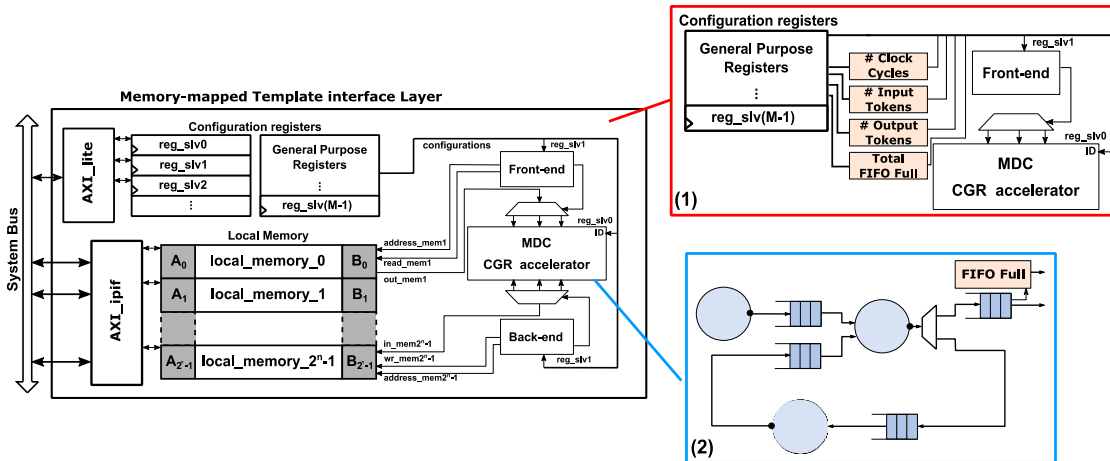 Memory-mapped Template interface Layer
System Bus
AXI_lite
Configuration registers
reg_slv0
reg_slv1
reg_slv2
⋮
General Purpose
Registers
⋮
reg_slv(M-1)
configurations
reg_slv1
Front-end
reg_slv0
ID
MDC
CGR accelerator
Back-end
reg_slv1
AXI_ipif
Local Memory
A0
local_memory_0
B0
A1
local_memory_1
B1
A2ⁿ-1
local_memory_2ⁿ-1
B2ⁿ-1
address_mem1
read_mem1
out_mem1
in_mem2ⁿ-1
wr_mem2ⁿ-1
address_mem2ⁿ-1
Configuration registers
General Purpose
Registers
⋮
reg_slv(M-1)
# Clock
Cycles
# Input
Tokens
# Output
Tokens
Total
FIFO Full
reg_slv1
Front-end
reg_slv0
ID
MDC
CGR accelerator
(1)
FIFO Full
(2)